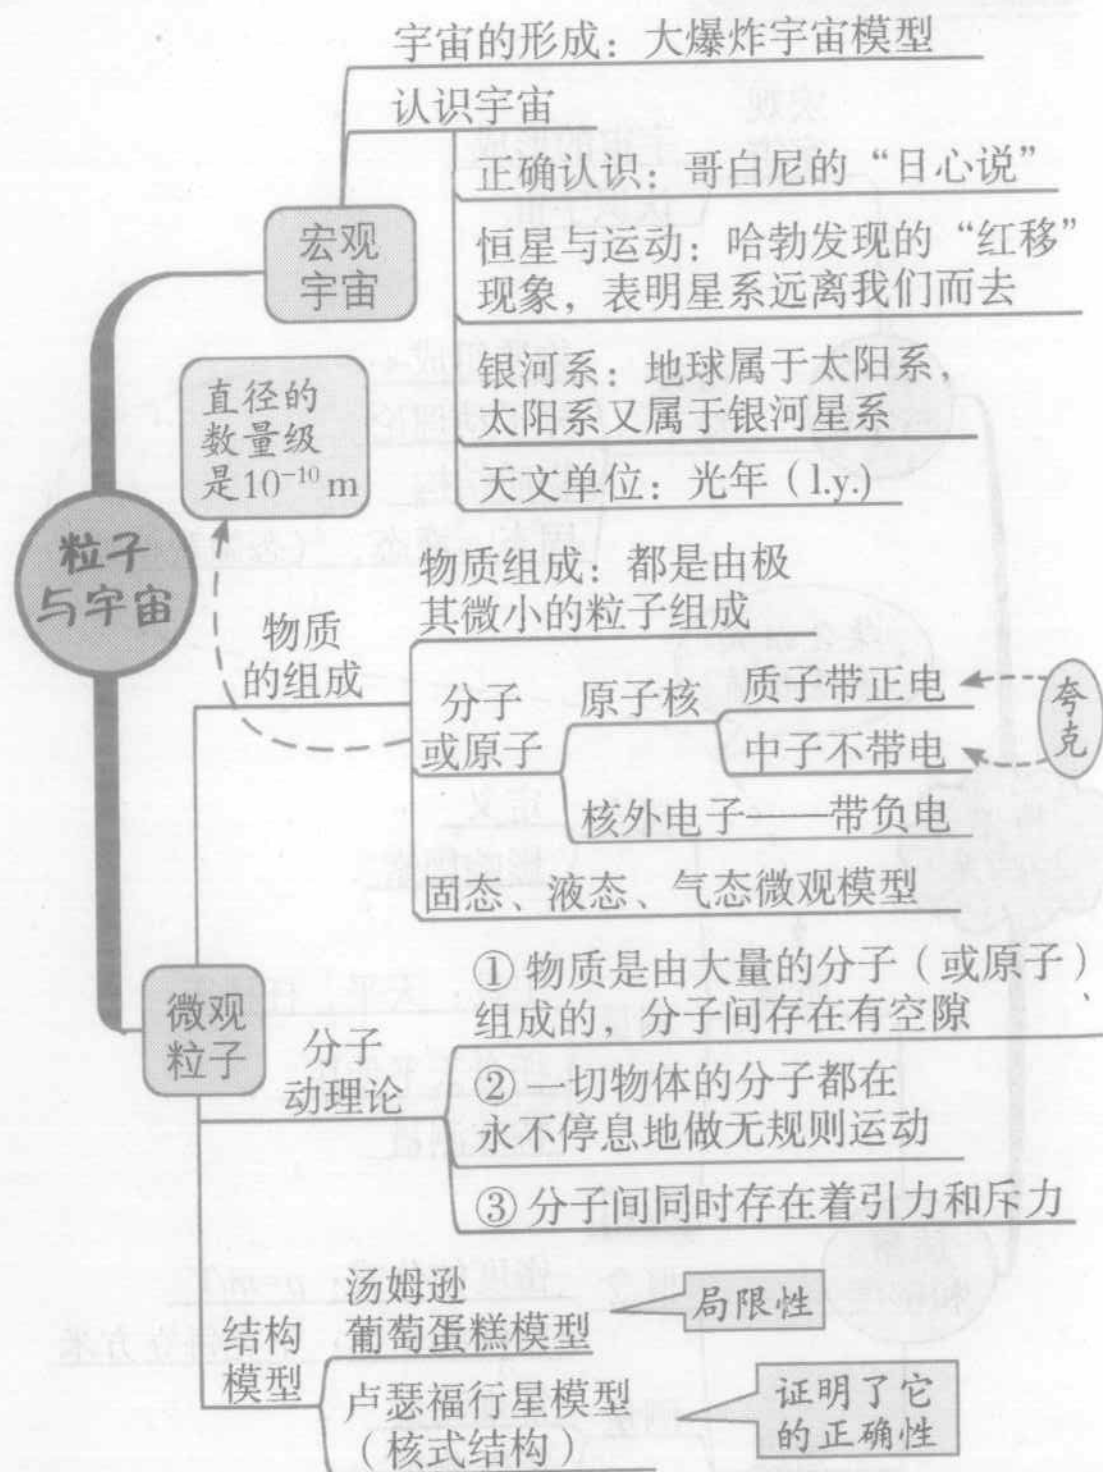 宇宙的形成：大爆炸宇宙模型
认识宇宙
正确认识：哥白尼的“日心说”
恒星与运动：哈勃发现的“红移”
现象，表明星系远离我们而去
银河系：地球属于太阳系，
太阳系又属于银河星系
天文单位：光年（l.y.）
宏观
宇宙
直径的
数量级
是10⁻¹⁰ m
粒子
与宇宙
物质
的组成
物质组成：都是由极
其微小的粒子组成
分子
或原子
原子核
质子带正电
中子不带电
夸
克
核外电子——带负电
固态、液态、气态微观模型
微观
粒子
分子
动理论
①物质是由大量的分子（或原子）
组成的，分子间存在有空隙
②一切物体的分子都在
永不停息地做无规则运动
③分子间同时存在着引力和斥力
结构
模型
汤姆逊
葡萄蛋糕模型
局限性
卢瑟福行星模型
（核式结构）
证明了它
的正确性